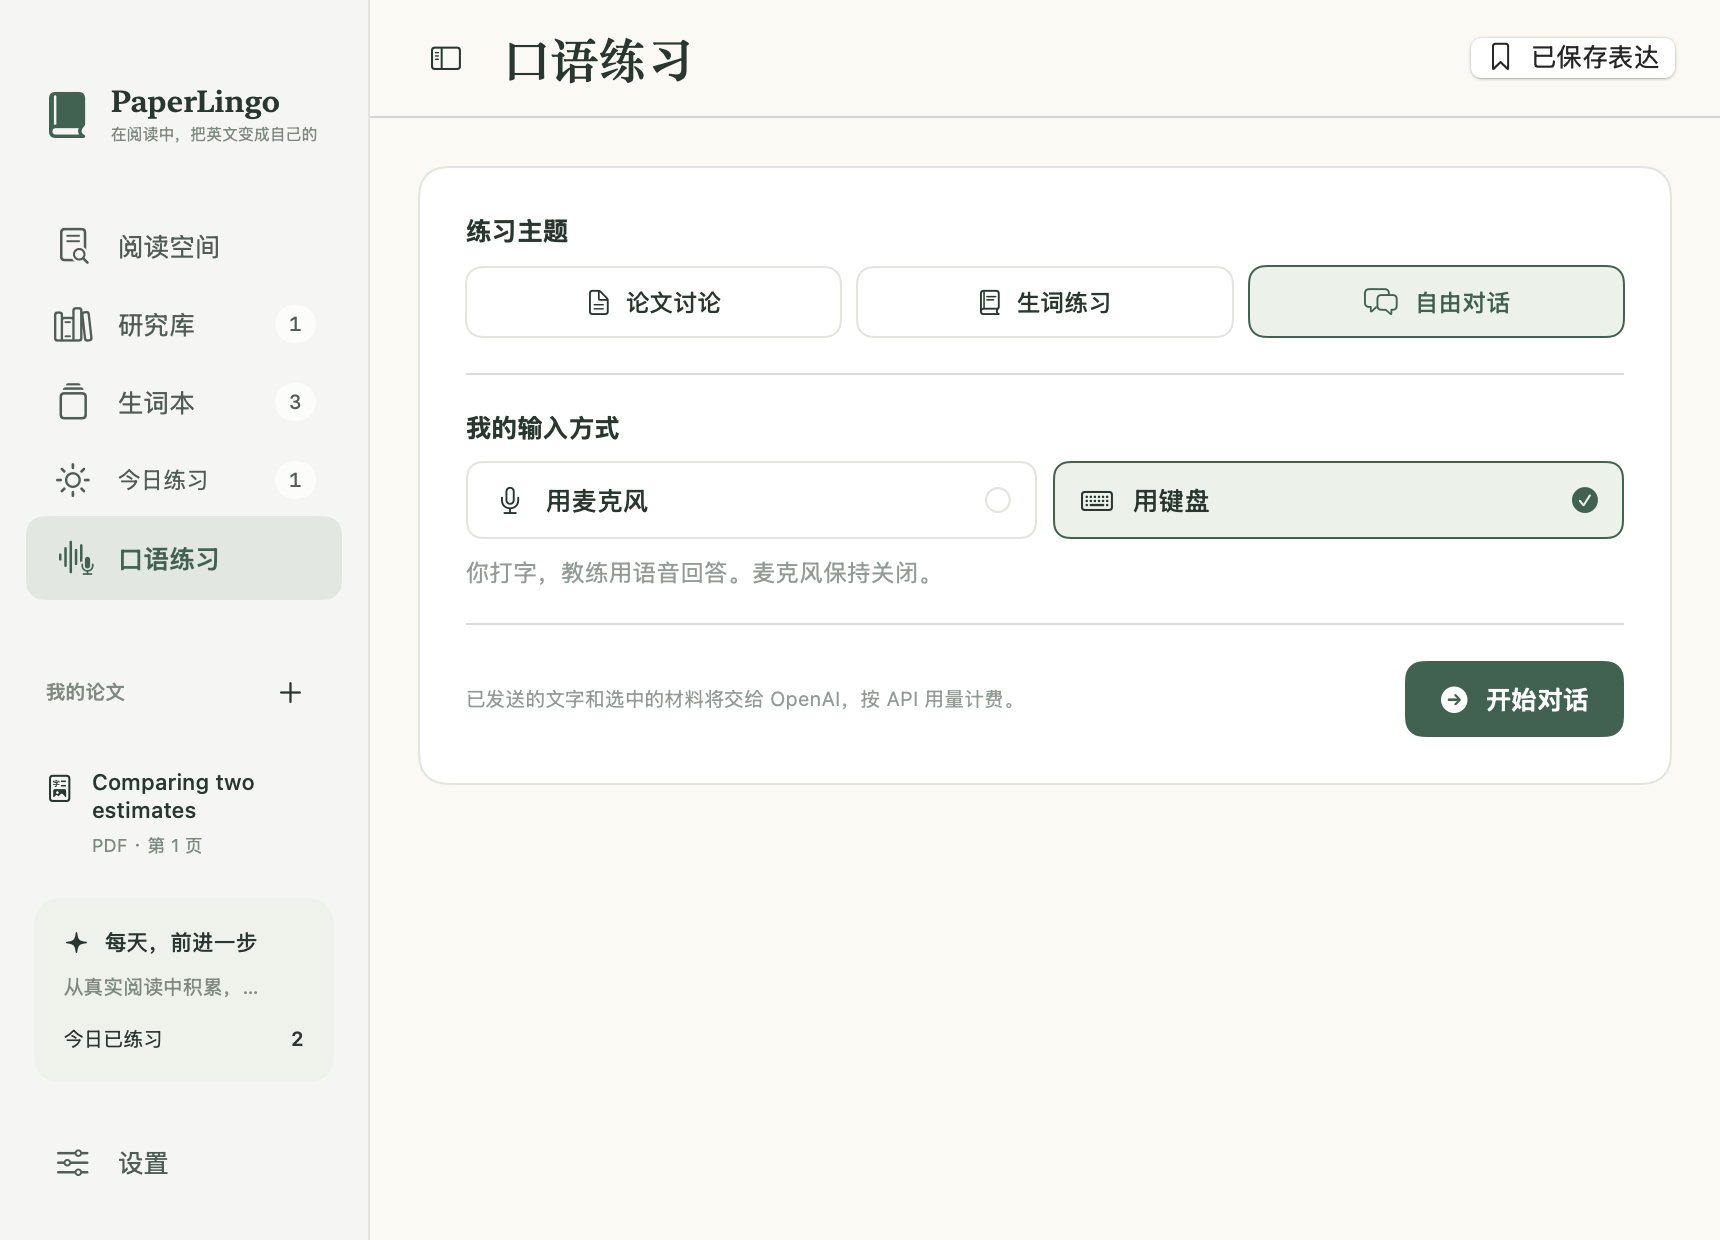 PaperLingo
在阅读中，把英文变成自己的
阅读空间
研究库 1
生词本 3
今日练习 1
口语练习
我的论文
Comparing two
estimates
PDF · 第 1 页
每天，前进一步
从真实阅读中积累，...
今日已练习 2
设置
口语练习
已保存表达
练习主题
论文讨论
生词练习
自由对话
我的输入方式
用麦克风
用键盘
你打字，教练用语音回答。麦克风保持关闭。
已发送的文字和选中的材料将交给 OpenAI，按 API 用量计费。
开始对话